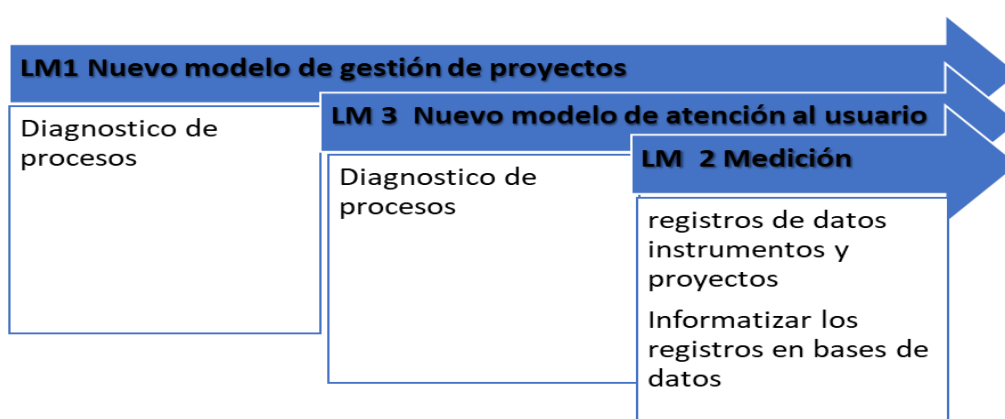 LM1 Nuevo modelo de gestión de proyectos
Diagnostico de
procesos
LM 3  Nuevo modelo de atención al usuario
Diagnostico de
procesos
LM  2 Medición
registros de datos
instrumentos y
proyectos
Informatizar los
registros en bases de
datos